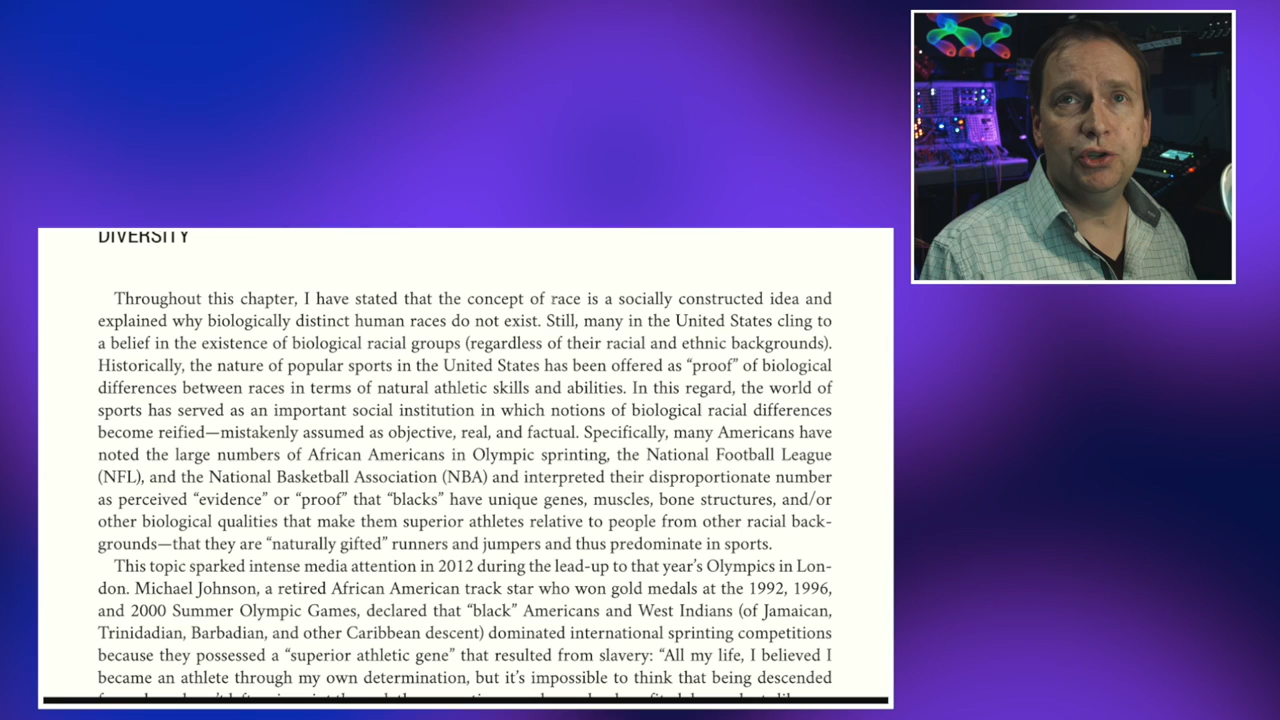 DIVERSITY
Throughout this chapter, I have stated that the concept of race is a socially constructed idea and
explained why biologically distinct human races do not exist. Still, many in the United States cling to
a belief in the existence of biological racial groups (regardless of their racial and ethnic backgrounds).
Historically, the nature of popular sports in the United States has been offered as “proof” of biological
differences between races in terms of natural athletic skills and abilities. In this regard, the world of
sports has served as an important social institution in which notions of biological racial differences
become reified—mistakenly assumed as objective, real, and factual. Specifically, many Americans have
noted the large numbers of African Americans in Olympic sprinting, the National Football League
(NFL), and the National Basketball Association (NBA) and interpreted their disproportionate number
as perceived “evidence” or “proof” that “blacks” have unique genes, muscles, bone structures, and/or
other biological qualities that make them superior athletes relative to people from other racial back-
grounds—that they are “naturally gifted” runners and jumpers and thus predominate in sports.
This topic sparked intense media attention in 2012 during the lead-up to that year’s Olympics in Lon-
don. Michael Johnson, a retired African American track star who won gold medals at the 1992, 1996,
and 2000 Summer Olympic Games, declared that “black” Americans and West Indians (of Jamaican,
Trinidadian, Barbadian, and other Caribbean descent) dominated international sprinting competitions
because they possessed a “superior athletic gene” that resulted from slavery: “All my life, I believed I
became an athlete through my own determination, but it’s impossible to think that being descended